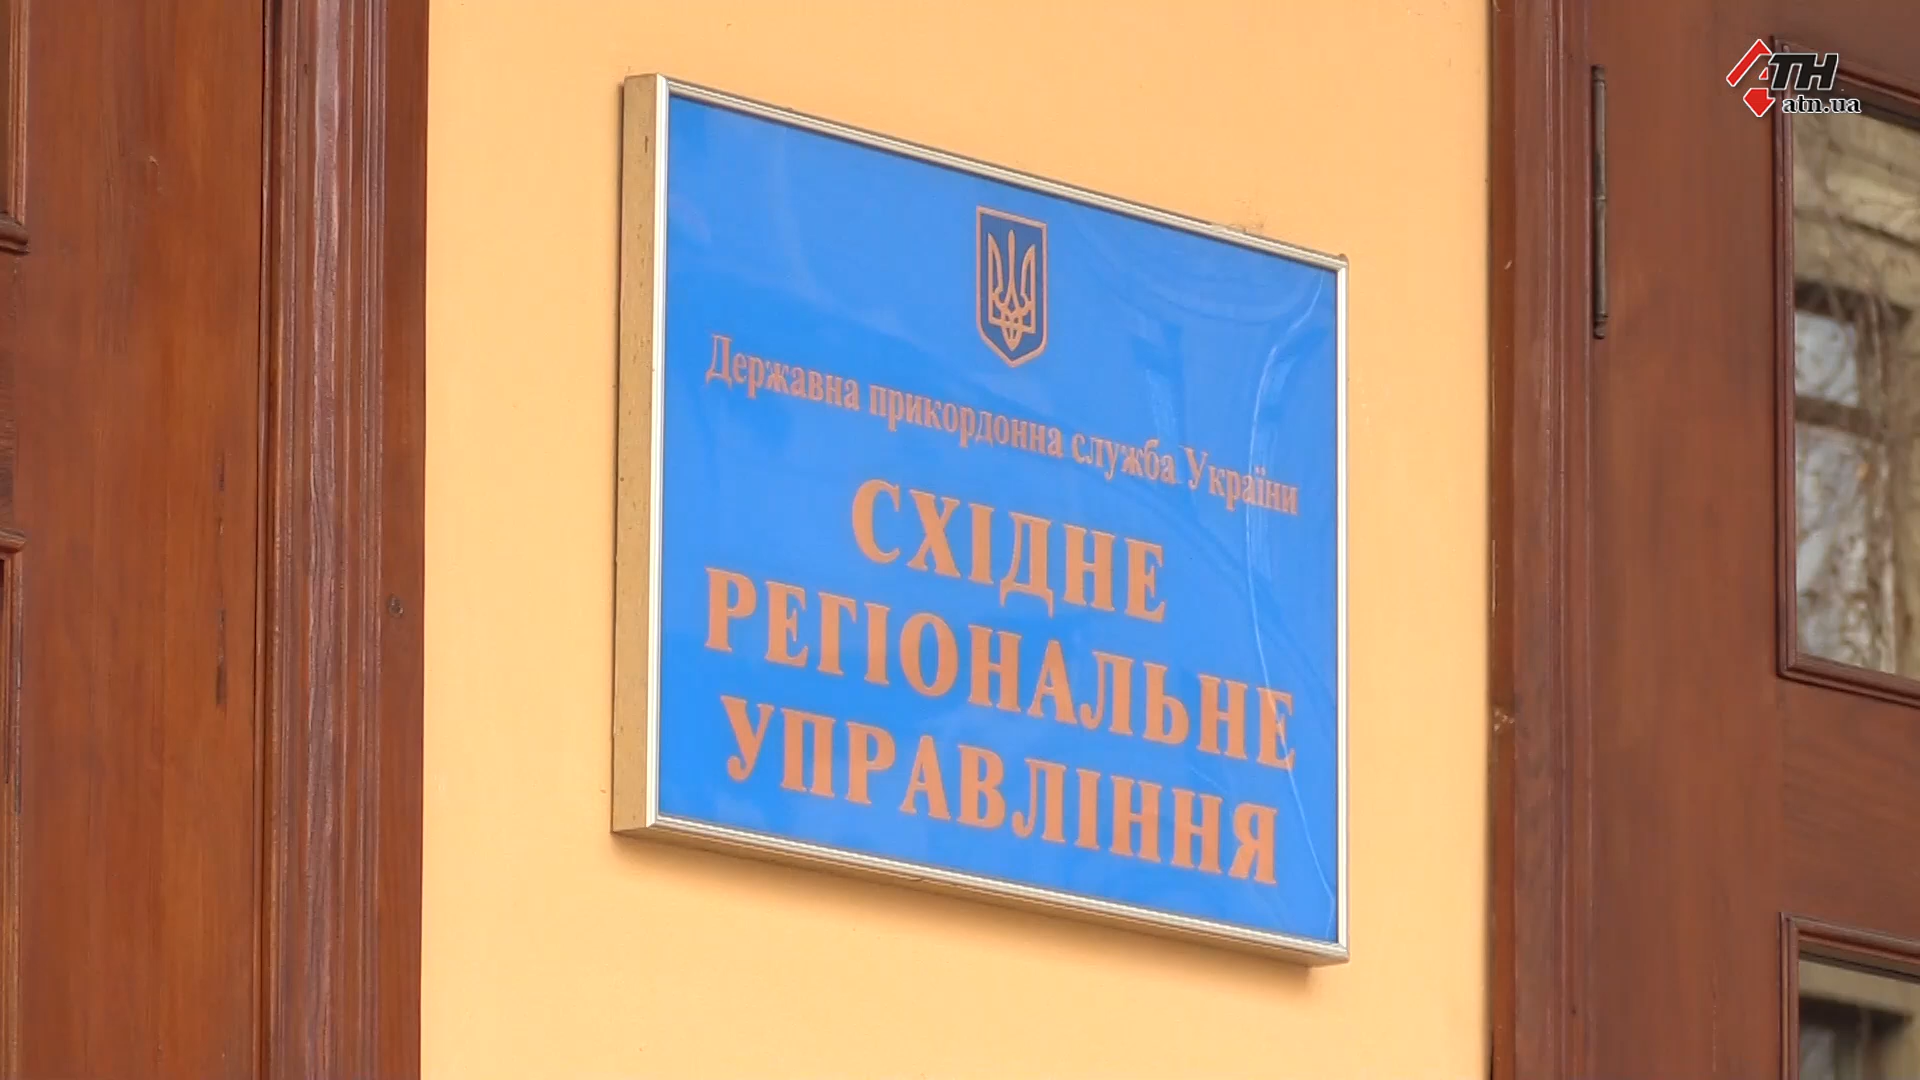 АТН
atn.ua
Державна прикордонна служба України
СХІДНЕ
РЕГІОНАЛЬНЕ
УПРАВЛІННЯ